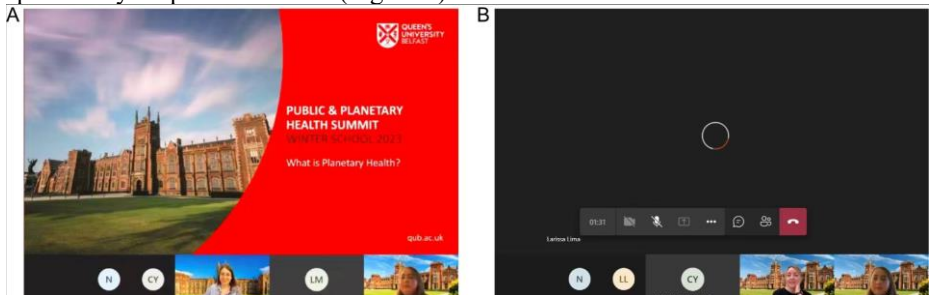 A
B
QUEEN'S
UNIVERSITY
BELFAST
PUBLIC & PLANETARY
HEALTH SUMMIT
WINTER SCHOOL 2023
What is Planetary Health?
qub.ac.uk
N
CY
LM
01:31
Larissa Lima
N
LL
CY